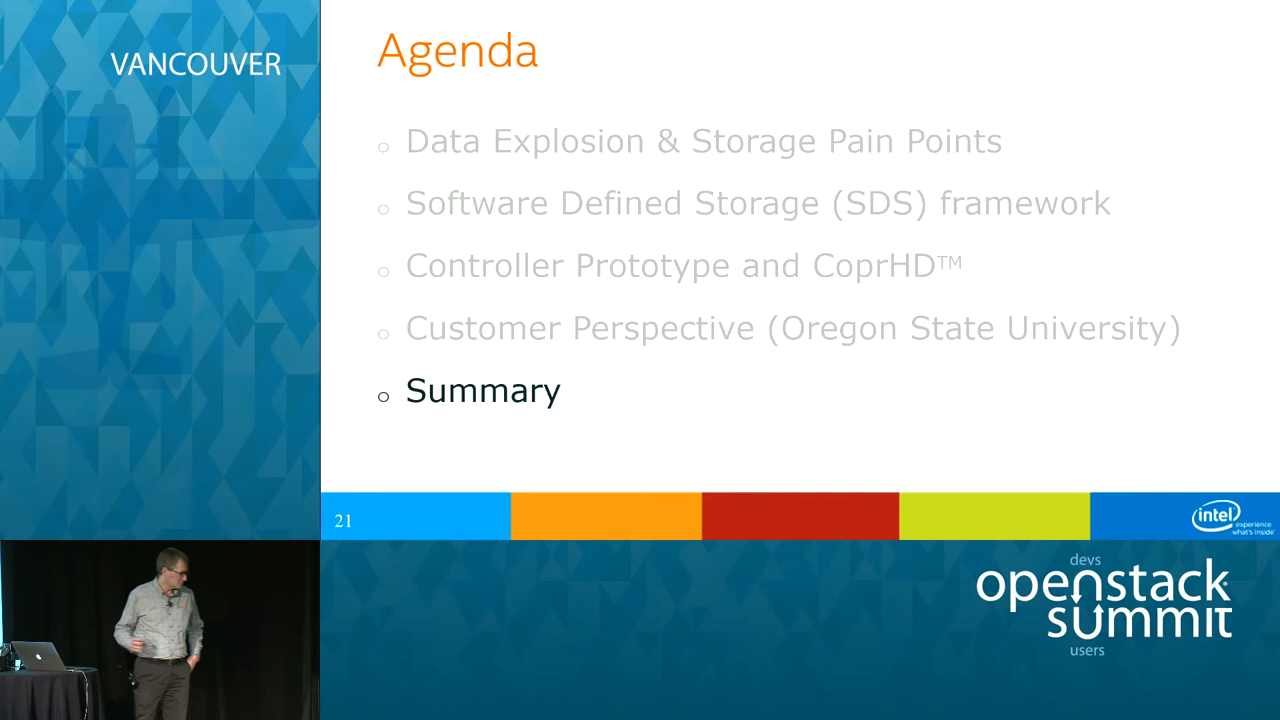 VANCOUVER
Agenda
Data Explosion & Storage Pain Points
Software Defined Storage (SDS) framework
Controller Prototype and CoprHD™
Customer Perspective (Oregon State University)
Summary
21
intel
experience
what's inside
devs
openstack
summit
users